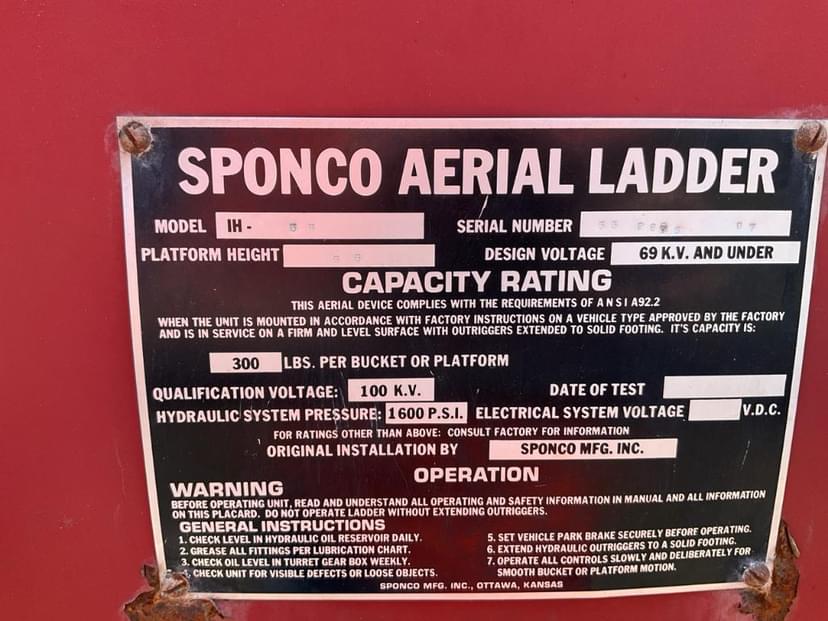 SPONCO AERIAL LADDER
MODEL IH - SERIAL NUMBER
PLATFORM HEIGHT DESIGN VOLTAGE 69 K.V. AND UNDER
CAPACITY RATING
THIS AERIAL DEVICE COMPLIES WITH THE REQUIREMENTS OF A N S I A92.2
WHEN THE UNIT IS MOUNTED IN ACCORDANCE WITH FACTORY INSTRUCTIONS ON A VEHICLE TYPE APPROVED BY THE FACTORY
AND IS IN SERVICE ON A FIRM AND LEVEL SURFACE WITH OUTRIGGERS EXTENDED TO SOLID FOOTING. IT'S CAPACITY IS:
300 LBS. PER BUCKET OR PLATFORM
QUALIFICATION VOLTAGE: 100 K.V. DATE OF TEST
HYDRAULIC SYSTEM PRESSURE: 1600 P.S.I. ELECTRICAL SYSTEM VOLTAGE V.D.C.
FOR RATINGS OTHER THAN ABOVE: CONSULT FACTORY FOR INFORMATION
ORIGINAL INSTALLATION BY SPONCO MFG. INC.
OPERATION
WARNING
BEFORE OPERATING UNIT, READ AND UNDERSTAND ALL OPERATING AND SAFETY INFORMATION IN MANUAL AND ALL INFORMATION
ON THIS PLACARD. DO NOT OPERATE LADDER WITHOUT EXTENDING OUTRIGGERS.
GENERAL INSTRUCTIONS
1. CHECK LEVEL IN HYDRAULIC OIL RESERVOIR DAILY.
2. GREASE ALL FITTINGS PER LUBRICATION CHART.
3. CHECK OIL LEVEL IN TURRET GEAR BOX WEEKLY.
4. CHECK UNIT FOR VISIBLE DEFECTS OR LOOSE OBJECTS.
5. SET VEHICLE PARK BRAKE SECURELY BEFORE OPERATING.
6. EXTEND HYDRAULIC OUTRIGGERS TO A SOLID FOOTING.
7. OPERATE ALL CONTROLS SLOWLY AND DELIBERATELY FOR
SMOOTH BUCKET OR PLATFORM MOTION.
SPONCO MFG. INC., OTTAWA, KANSAS